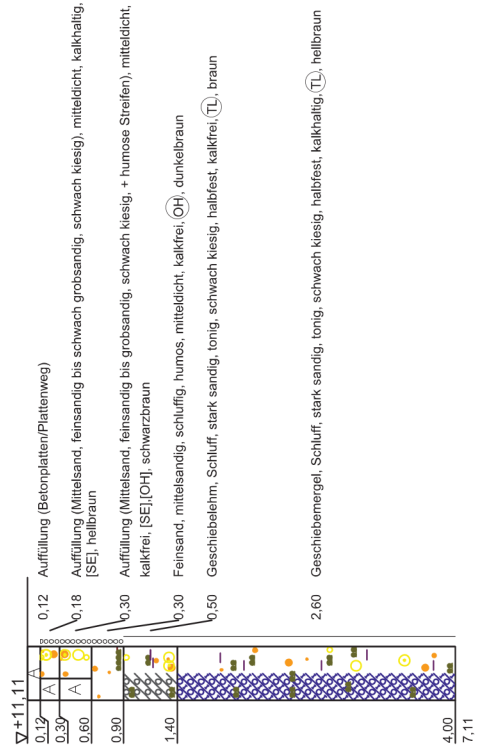 +11,11
0,12
0,30
0,60
0,90
1,40
4,00
7,11
A
A
A
0,12 Auffüllung (Betonplatten/Plattenweg)
0,18 Auffüllung (Mittelsand, feinsandig bis schwach grobsandig, schwach kiesig), mitteldicht, kalkhaltig,
[SE], hellbraun
0,30 Auffüllung (Mittelsand, feinsandig bis grobsandig, schwach kiesig, + humose Streifen), mitteldicht,
kalkfrei, [SE],[OH], schwarzbraun
0,30 Feinsand, mittelsandig, schluffig, humos, mitteldicht, kalkfrei, OH, dunkelbraun
0,50 Geschiebelehm, Schluff, stark sandig, tonig, schwach kiesig, halbfest, kalkfrei, TL, braun
2,60 Geschiebemergel, Schluff, stark sandig, tonig, schwach kiesig, halbfest, kalkhaltig, TL, hellbraun